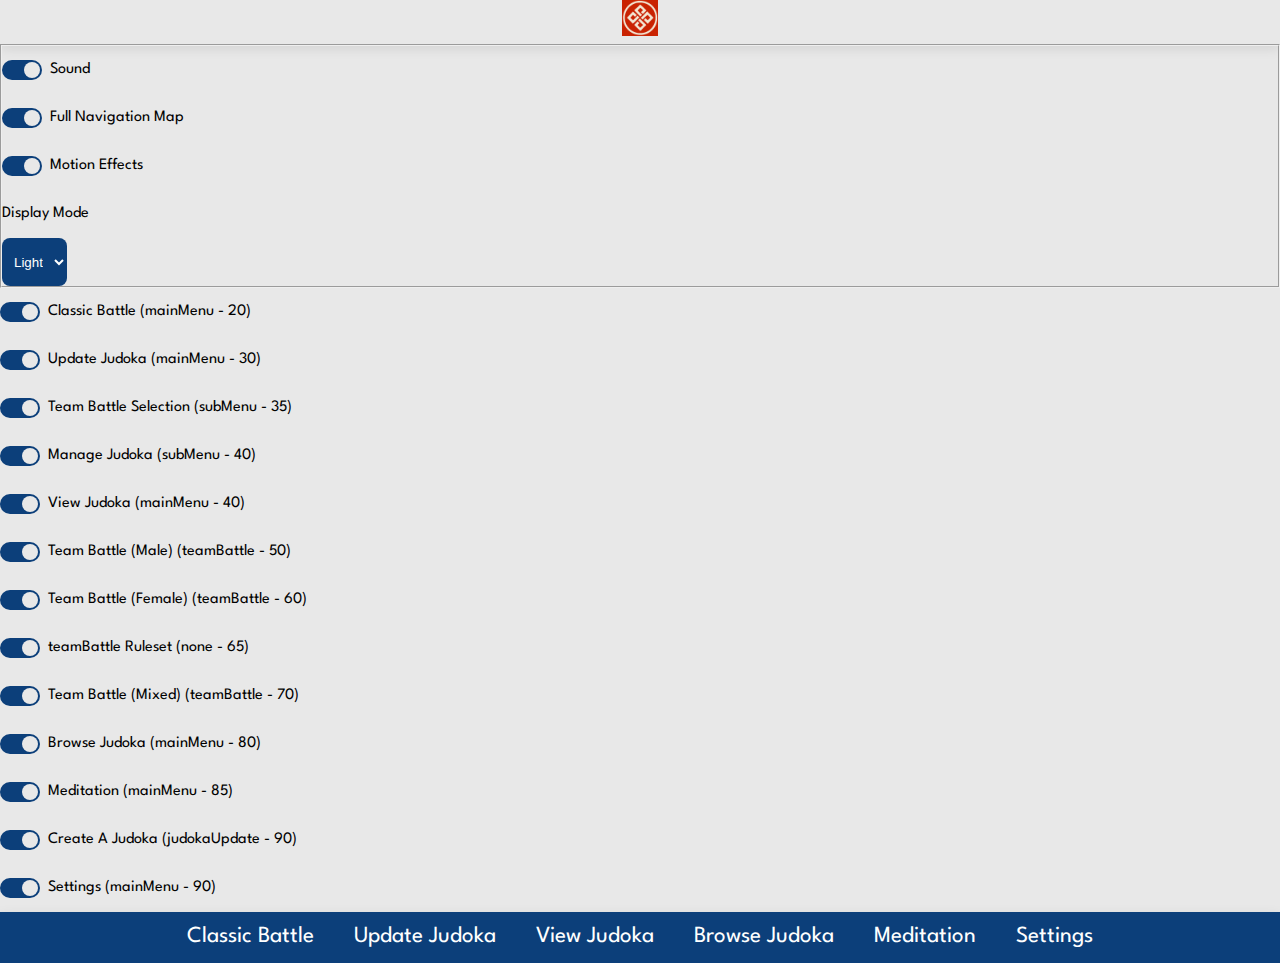 Sound
Full Navigation Map
Motion Effects
Display Mode
Light
Classic Battle (mainMenu - 20)
Update Judoka (mainMenu - 30)
Team Battle Selection (subMenu - 35)
Manage Judoka (subMenu - 40)
View Judoka (mainMenu - 40)
Team Battle (Male) (teamBattle - 50)
Team Battle (Female) (teamBattle - 60)
teamBattle Ruleset (none - 65)
Team Battle (Mixed) (teamBattle - 70)
Browse Judoka (mainMenu - 80)
Meditation (mainMenu - 85)
Create A Judoka (judokaUpdate - 90)
Settings (mainMenu - 90)
Classic Battle Update Judoka View Judoka Browse Judoka Meditation Settings